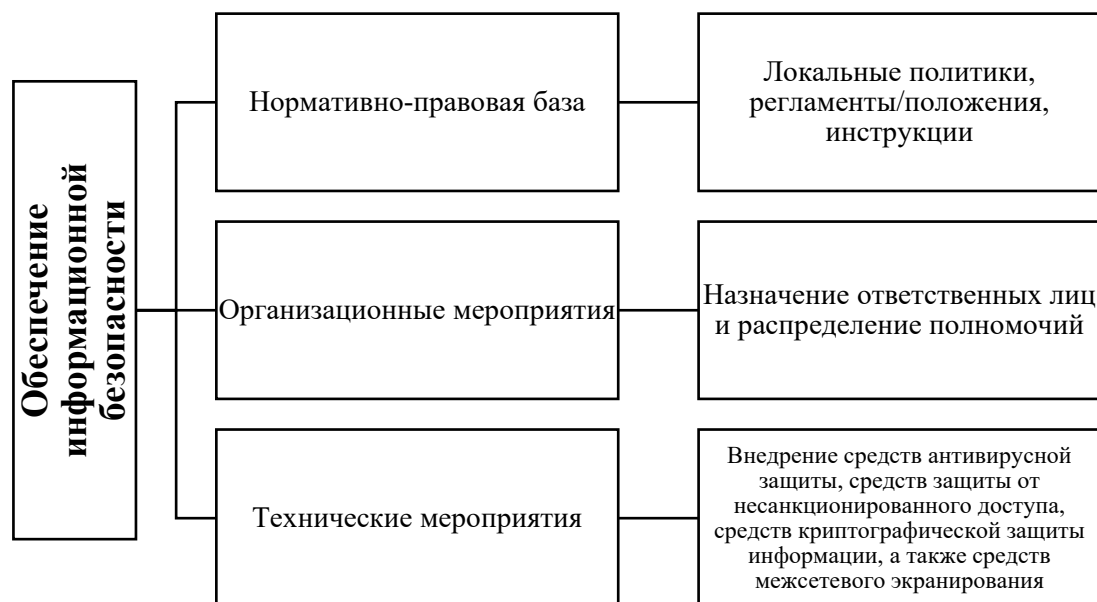 Обеспечение
информационной
безопасности
Нормативно-правовая база
Локальные политики,
регламенты/положения,
инструкции
Организационные мероприятия
Назначение ответственных лиц
и распределение полномочий
Технические мероприятия
Внедрение средств антивирусной
защиты, средств защиты от
несанкционированного доступа,
средств криптографической защиты
информации, а также средств
межсетевого экранирования